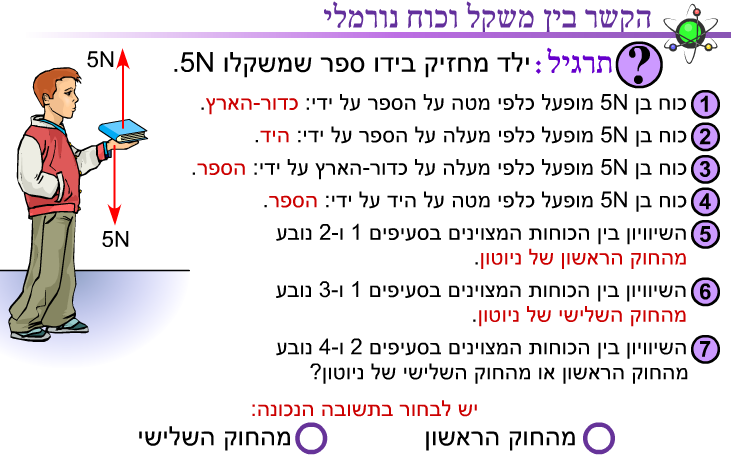 הקשר בין משקל וכוח נורמלי
? תרגיל: ילד מחזיק בידו ספר שמשקלו 5N.
5N
1 כוח בן 5N מופעל כלפי מטה על הספר על ידי: כדור-הארץ.
2 כוח בן 5N מופעל כלפי מעלה על הספר על ידי: היד.
3 כוח בן 5N מופעל כלפי מעלה על כדור-הארץ על ידי: הספר.
4 כוח בן 5N מופעל כלפי מטה על היד על ידי: הספר.
5N
5 השיוויון בין הכוחות המצוינים בסעיפים 1 ו-2 נובע
מהחוק הראשון של ניוטון.
6 השיוויון בין הכוחות המצוינים בסעיפים 1 ו-3 נובע
מהחוק השלישי של ניוטון.
7 השיוויון בין הכוחות המצוינים בסעיפים 2 ו-4 נובע
מהחוק הראשון או מהחוק השלישי של ניוטון?
יש לבחור בתשובה הנכונה:
מהחוק הראשון
מהחוק השלישי